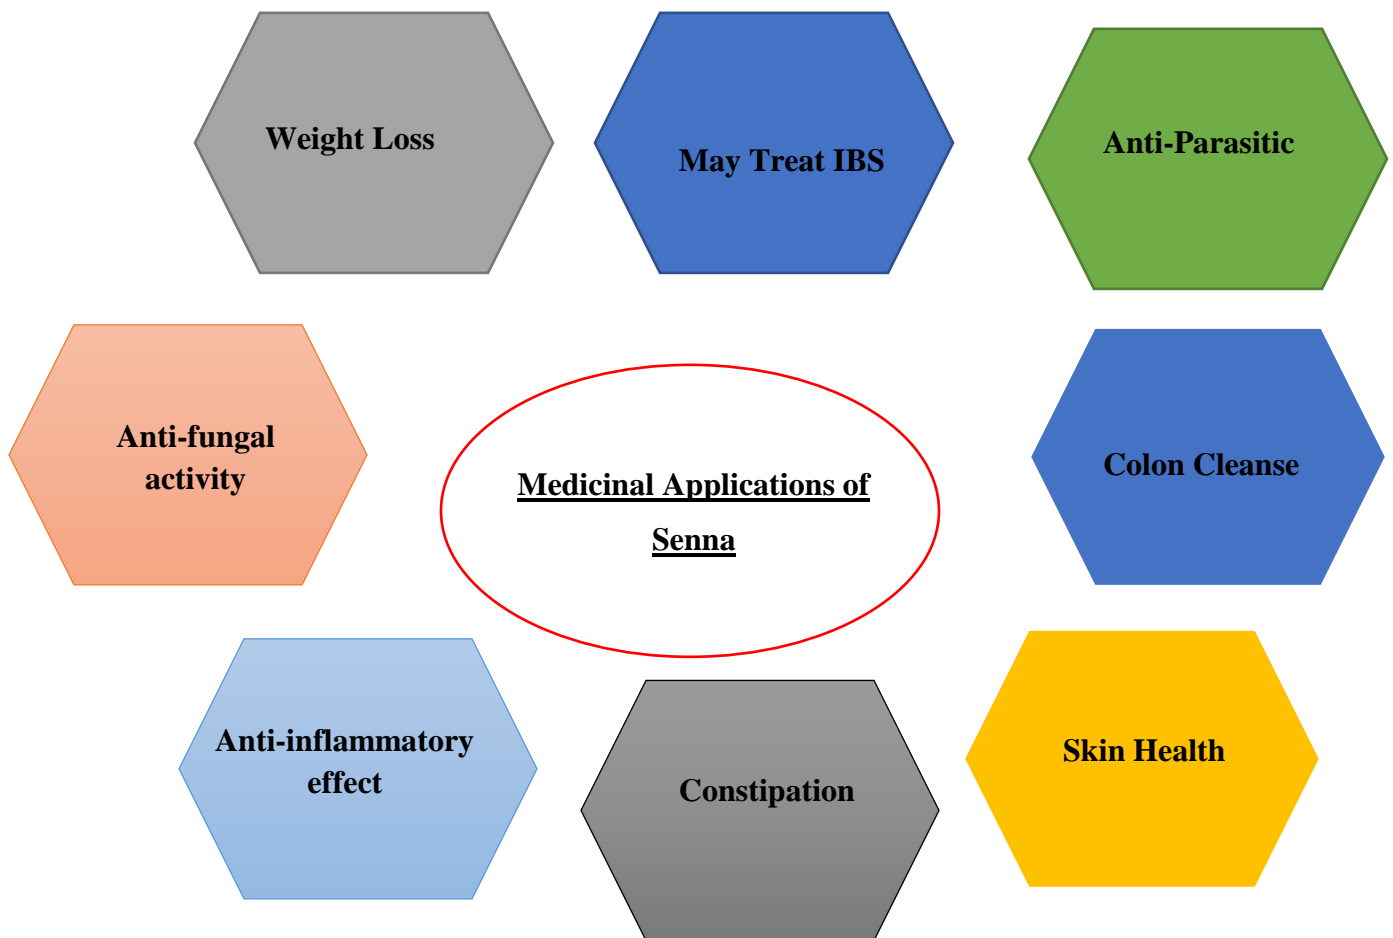 Weight Loss
May Treat IBS
Anti-Parasitic
Anti-fungal
activity
Medicinal Applications of
Senna
Colon Cleanse
Anti-inflammatory
effect
Constipation
Skin Health